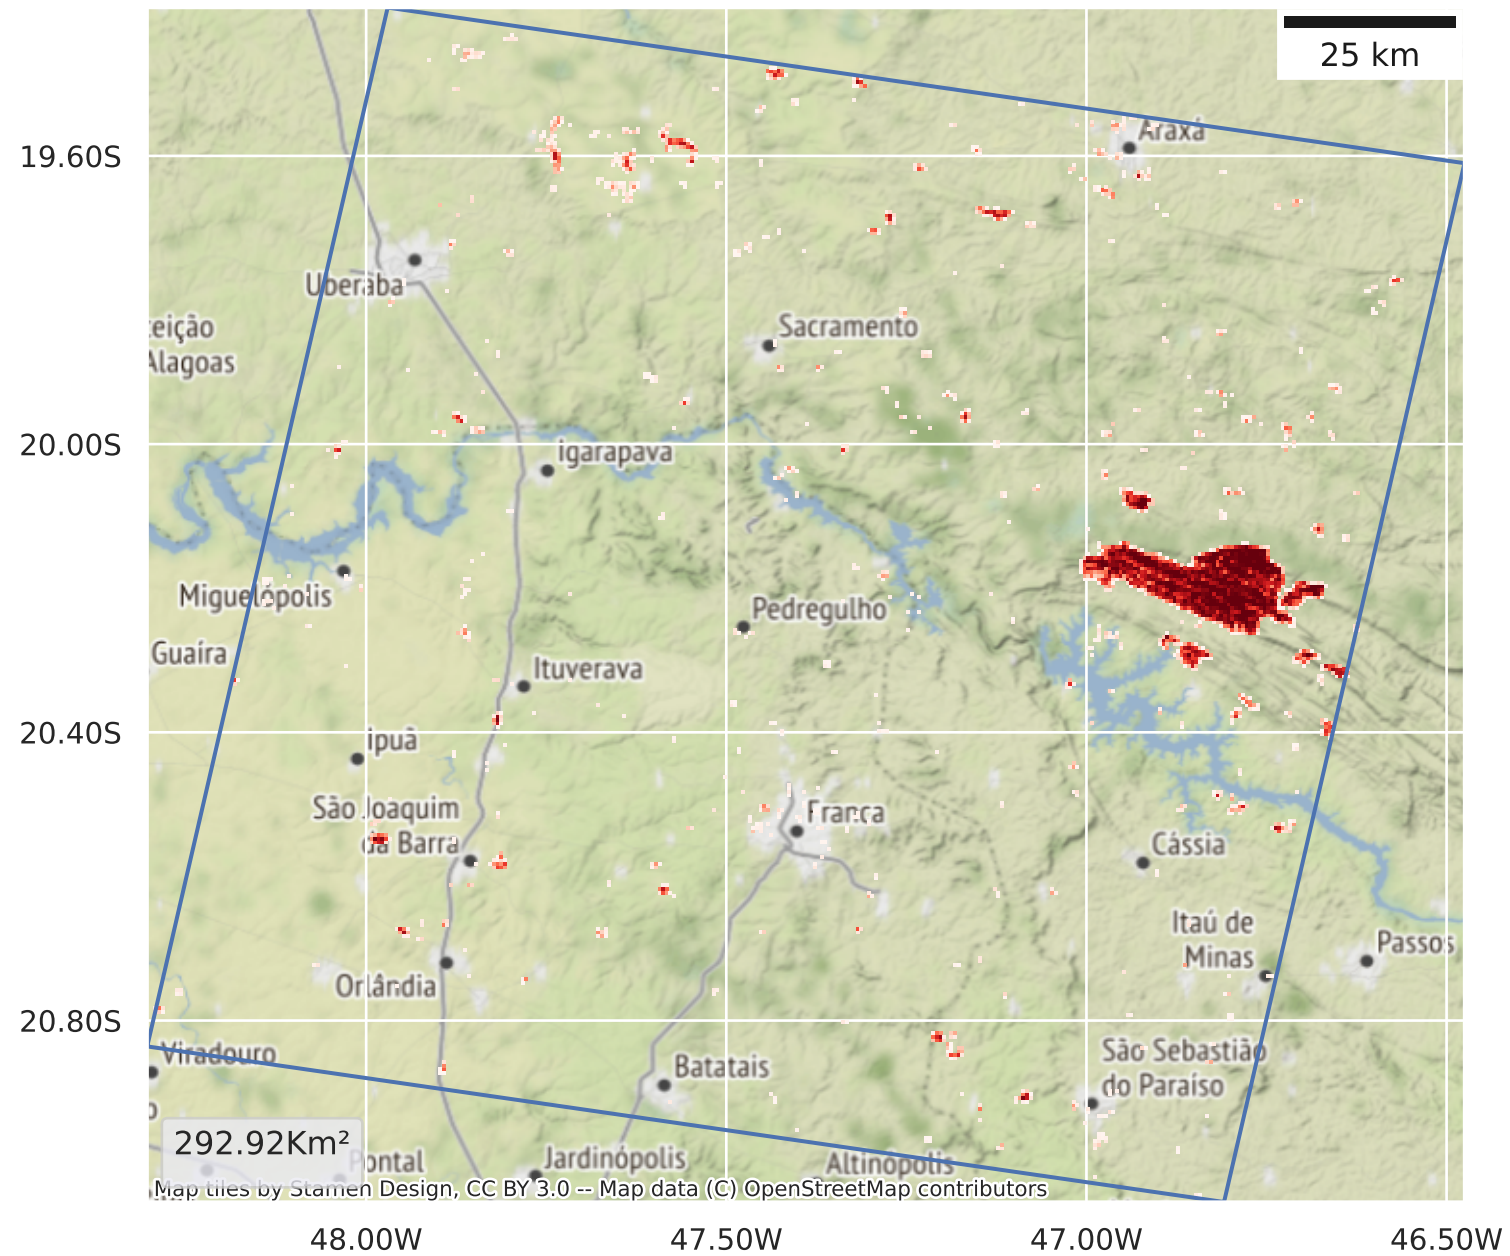 25 km
Araxá
19.60S
Uberaba
ceição
Alagoas
Sacramento
20.00S
Igarapava
Miguelópolis
Pedregulho
Guaíra
Ituverava
20.40S
Ipuã
São Joaquim
da Barra
Franca
Cássia
Itaú de
Minas
Passos
Orlândia
20.80S
Viradouro
Batatais
São Sebastião
do Paraíso
292.92Km²
Pontal
Jardinópolis
Altinópolis
Map tiles by Stamen Design, CC BY 3.0 -- Map data (C) OpenStreetMap contributors
48.00W 47.50W 47.00W 46.50W